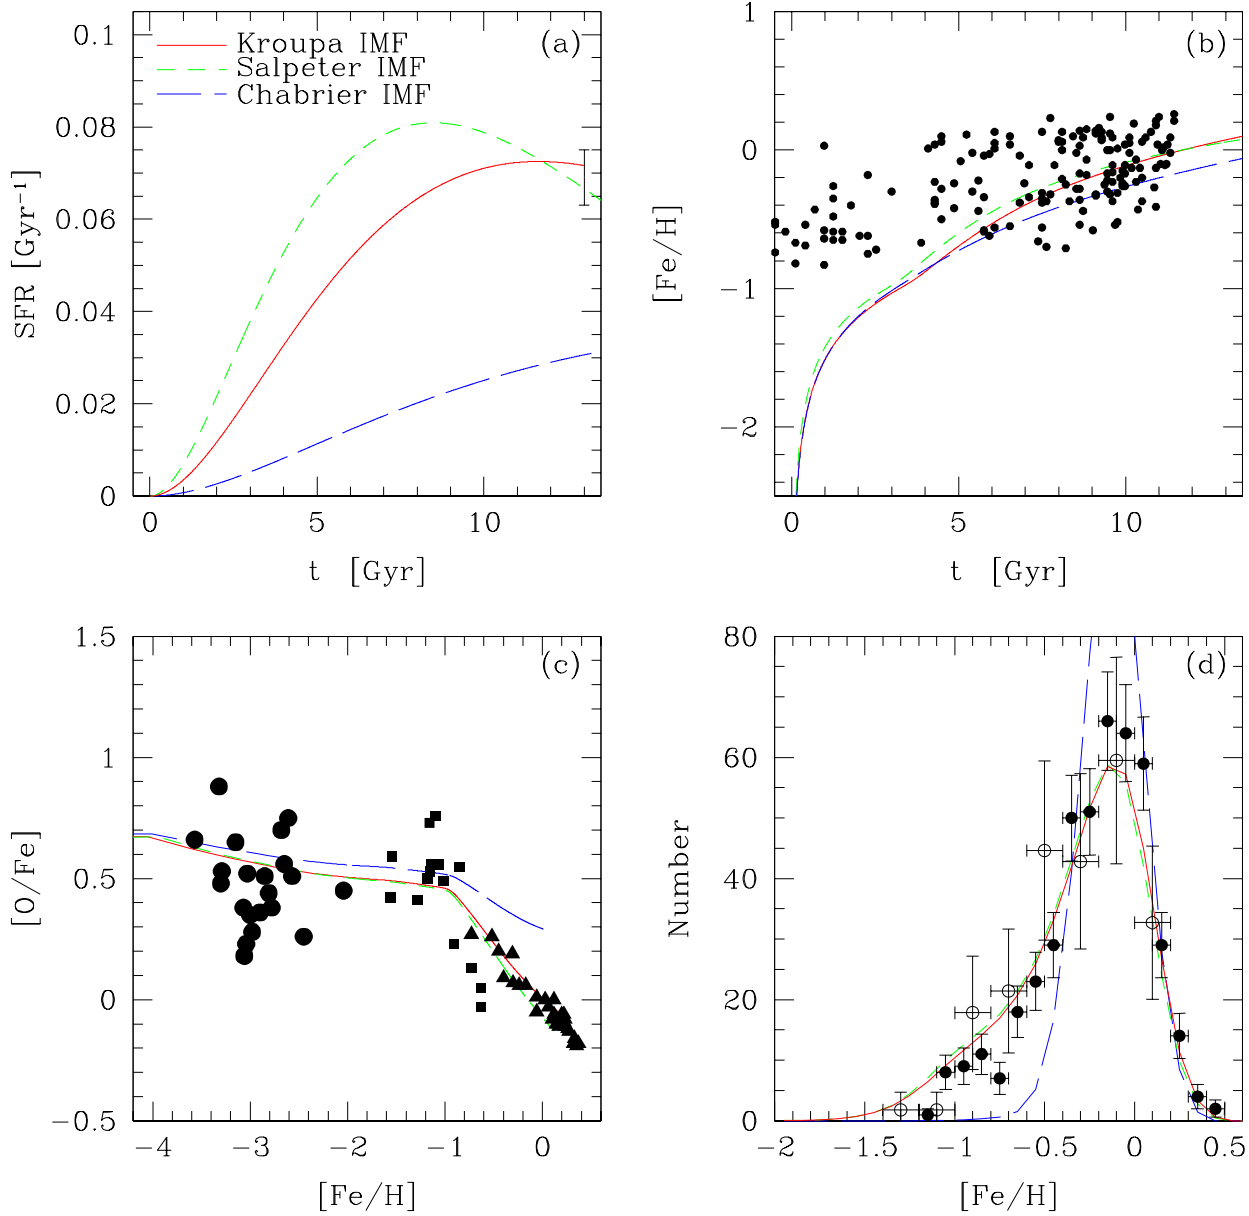 (a)
Kroupa IMF
Salpeter IMF
Chabrier IMF
0.1
0.08
0.06
0.04
0.02
0
SFR [Gyr⁻¹]
0 5 10
t [Gyr]
(b)
1
0
−1
−2
[Fe/H]
0 5 10
t [Gyr]
(c)
1.5
1
0.5
0
−0.5
[O/Fe]
−4 −3 −2 −1 0
[Fe/H]
(d)
80
60
40
20
0
Number
−2 −1.5 −1 −0.5 0 0.5
[Fe/H]